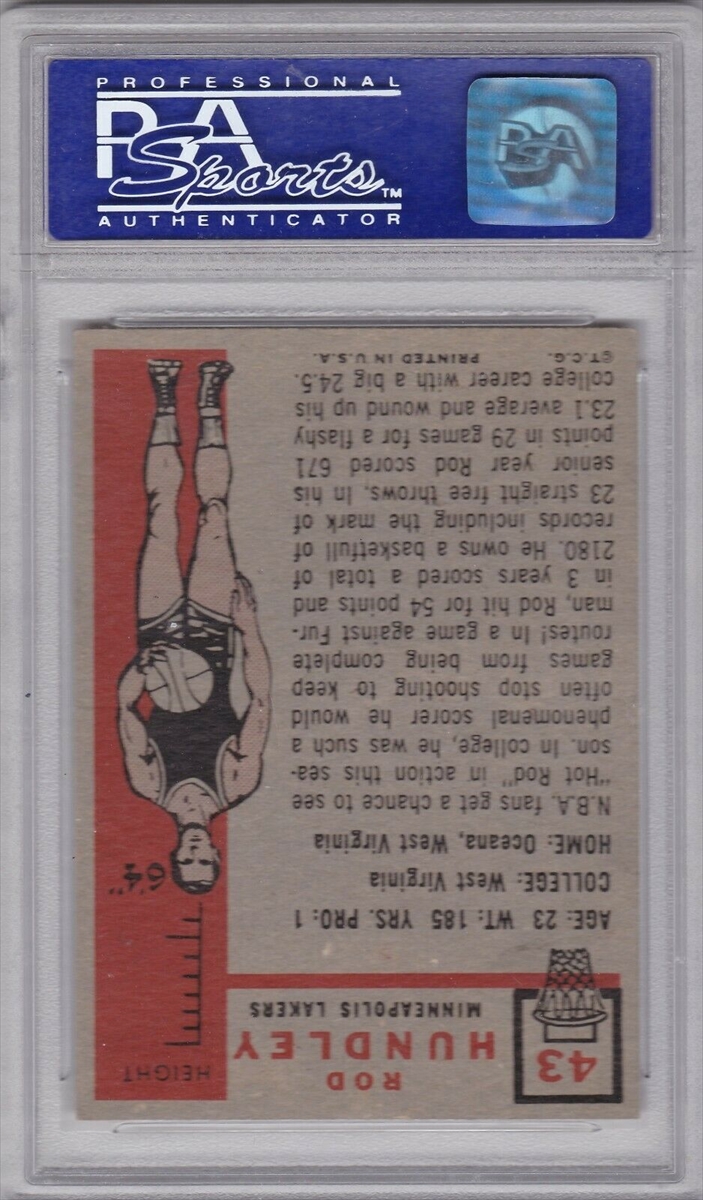 PROFESSIONAL
PSA
Sports™
AUTHENTICATOR
PSA
43
ROD
HUNDLEY
MINNEAPOLIS LAKERS
HEIGHT
6'4"
AGE: 23 WT: 185 YRS. PRO: 1
COLLEGE: West Virginia
HOME: Oceana, West Virginia
N.B.A. fans get a chance to see
"Hot Rod" in action this sea-
son. In college, he was such a
phenomenal scorer he would
often stop shooting to keep
games from being complete
routes! In a game against Fur-
man, Rod hit for 54 points and
in 3 years scored a total of
2180. He owns a basketfull of
records including the mark of
23 straight free throws. In his
senior year Rod scored 671
points in 29 games for a flashy
23.1 average and wound up his
college career with a big 24.5.
©T.C.G. PRINTED IN U.S.A.